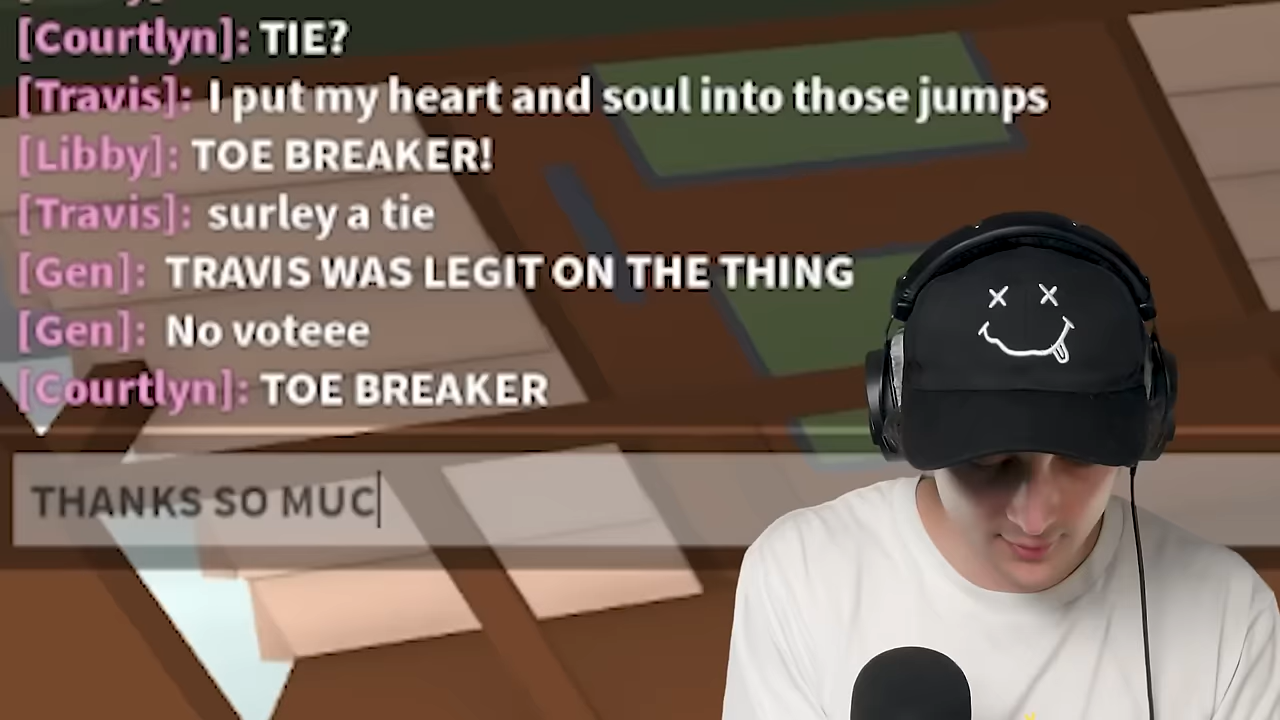 [Courtlyn]: TIE?
[Travis]: I put my heart and soul into those jumps
[Libby]: TOE BREAKER!
[Travis]: surley a tie
[Gen]: TRAVIS WAS LEGIT ON THE THING
[Gen]: No voteee
[Courtlyn]: TOE BREAKER
THANKS SO MUC